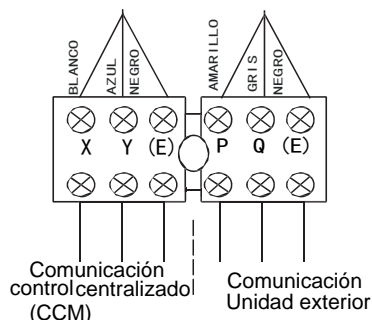 BLANCO
AZUL
NEGRO
AMARILLO
GRIS
NEGRO
X Y (E) P Q (E)
Comunicación
control centralizado
(CCM)
Comunicación
Unidad exterior